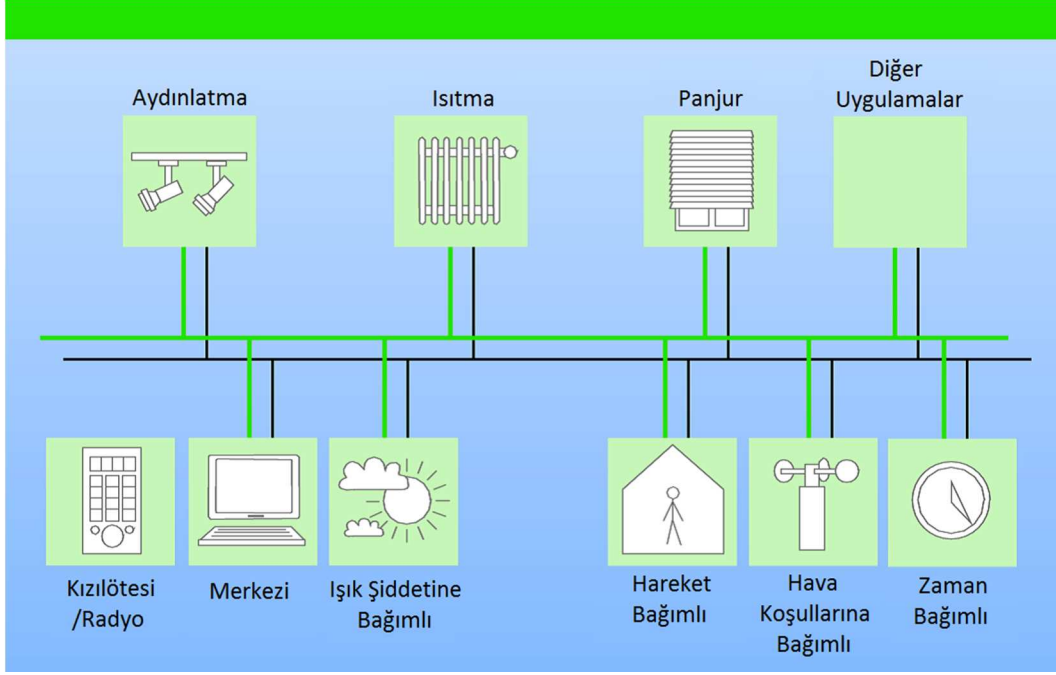 Aydınlatma
Isıtma
Panjur
Diğer
Uygulamalar
Kızılötesi
/Radyo
Merkezi
Işık Şiddetine
Bağımlı
Hareket
Bağımlı
Hava
Koşullarına
Bağımlı
Zaman
Bağımlı